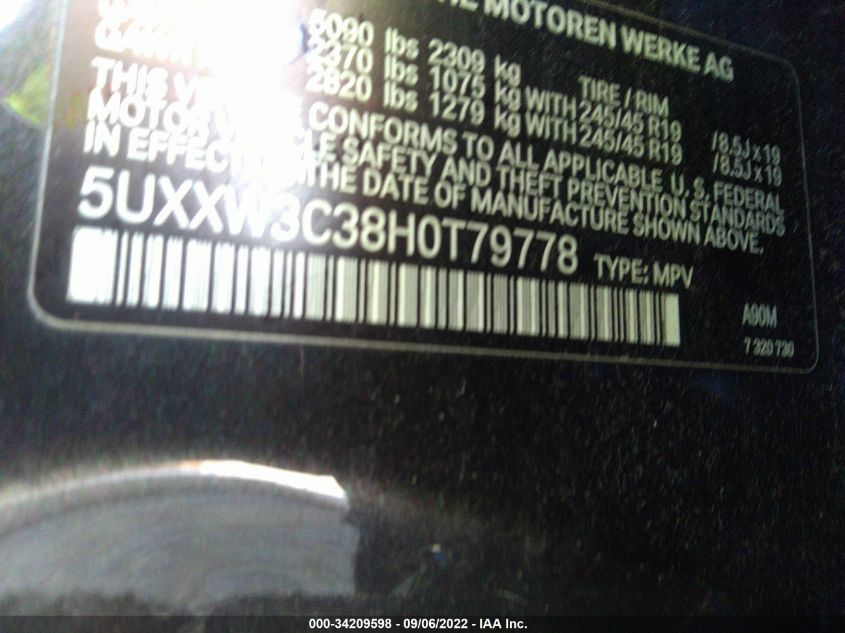 MOTOREN WERKE AG
5090 lbs 2309 kg
TIRE / RIM
2370 lbs 1075 kg WITH 245/45 R19 /8.5J x 19
2820 lbs 1279 kg WITH 245/45 R19 /8.5J x 19
THIS CONFORMS TO ALL APPLICABLE U.S. FEDERAL
MOTOR SAFETY AND THEFT PREVENTION STANDARDS
IN EFFECT THE DATE OF MANUFACTURE SHOWN ABOVE.
5UXXW3C38H0T79778 TYPE: MPV
A90M
7 320 730
000-34209598 - 09/06/2022 - IAA Inc.